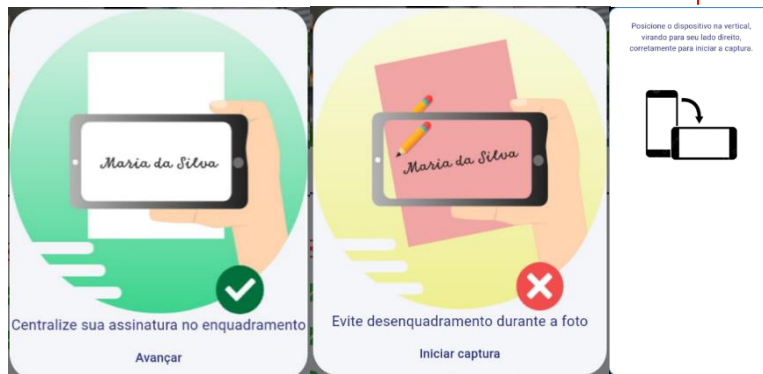 Maria da Silva
Centralize sua assinatura no enquadramento
Avançar
Maria da Silva
Evite desenquadramento durante a foto
Iniciar captura
Posicione o dispositivo na vertical,
virando para seu lado direito,
corretamente para iniciar a captura.